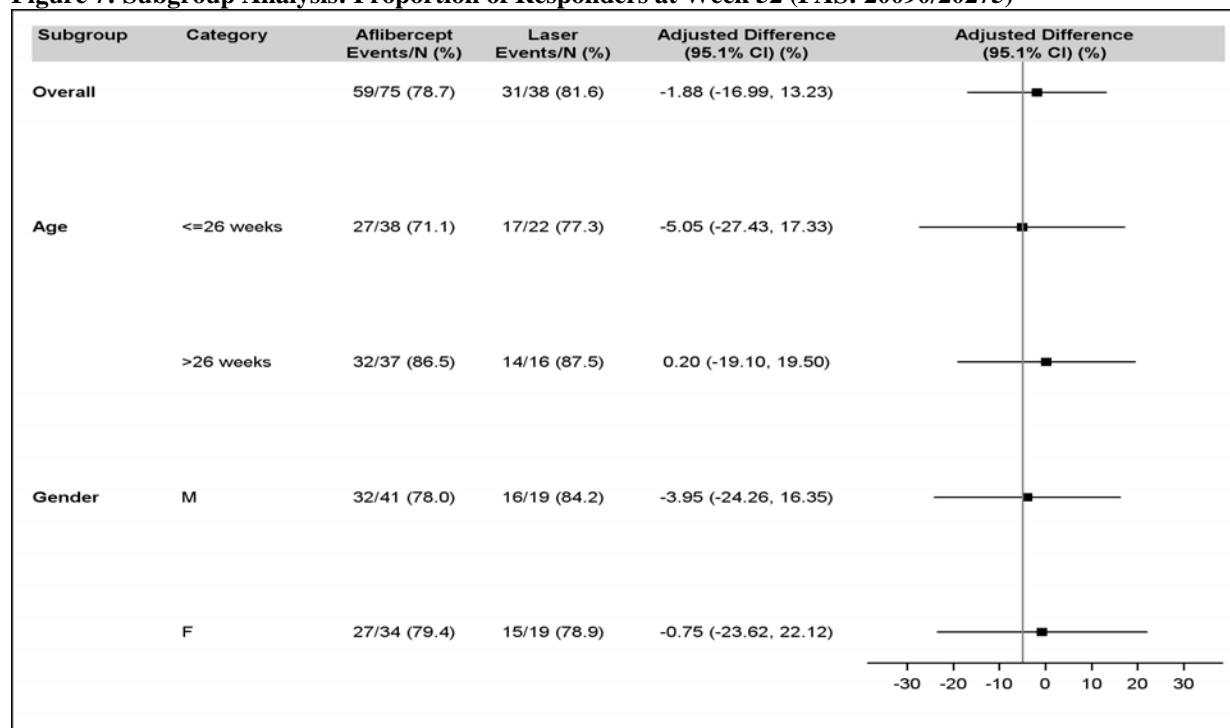 Figure 7. Subgroup Analysis: Proportion of Responders at Week 52 (FAS: 20090/20275)
Subgroup Category Aflibercept Laser Adjusted Difference Adjusted Difference
Events/N (%) Events/N (%) (95.1% CI) (%) (95.1% CI) (%)
Overall 59/75 (78.7) 31/38 (81.6) -1.88 (-16.99, 13.23)
Age <=26 weeks 27/38 (71.1) 17/22 (77.3) -5.05 (-27.43, 17.33)
>26 weeks 32/37 (86.5) 14/16 (87.5) 0.20 (-19.10, 19.50)
Gender M 32/41 (78.0) 16/19 (84.2) -3.95 (-24.26, 16.35)
F 27/34 (79.4) 15/19 (78.9) -0.75 (-23.62, 22.12)
-30 -20 -10 0 10 20 30